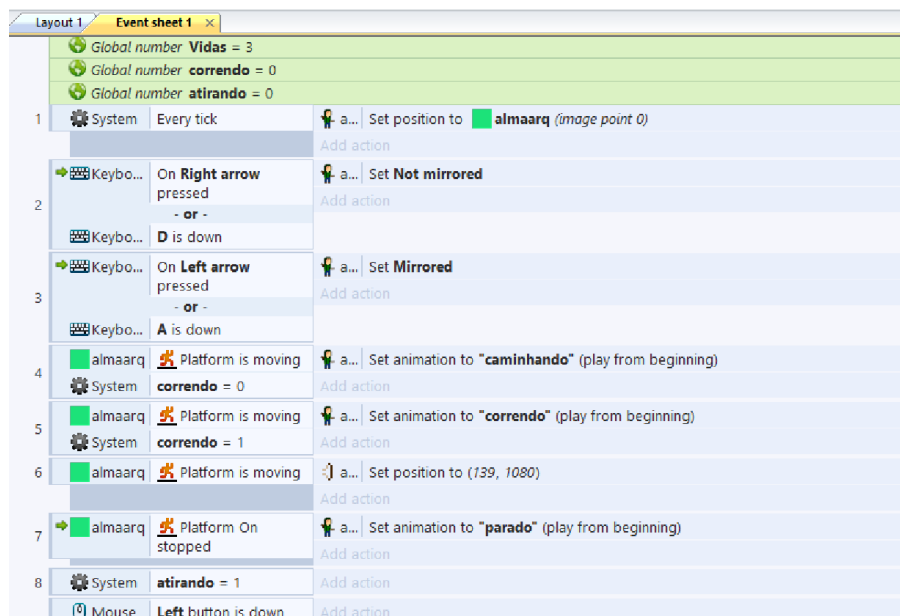 Layout 1 Event sheet 1 ×
Global number Vidas = 3
Global number correndo = 0
Global number atirando = 0
1 System Every tick a... Set position to almaarq (image point 0)
Add action
Keybo... On Right arrow a... Set Not mirrored
pressed Add action
2 - or -
Keybo... D is down
Keybo... On Left arrow a... Set Mirrored
pressed Add action
3 - or -
Keybo... A is down
4 almaarq Platform is moving a... Set animation to "caminhando" (play from beginning)
System correndo = 0 Add action
5 almaarq Platform is moving a... Set animation to "correndo" (play from beginning)
System correndo = 1 Add action
6 almaarq Platform is moving a... Set position to (139, 1080)
Add action
7 almaarq Platform On a... Set animation to "parado" (play from beginning)
stopped Add action
8 System atirando = 1 Add action
Mouse Left button is down Add action